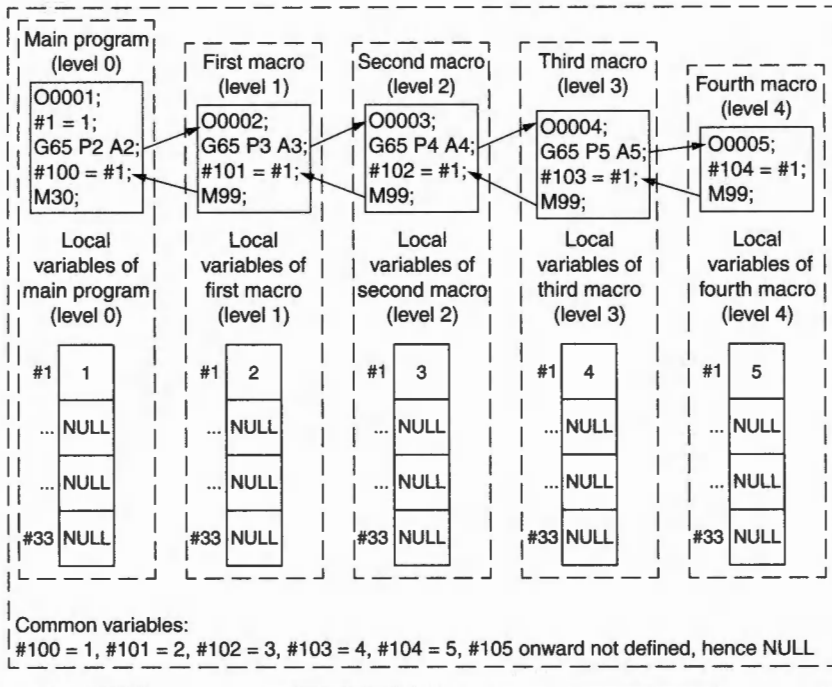 Main program
(level 0)
O0001;
#1 = 1;
G65 P2 A2;
#100 = #1;
M30;
Local
variables of
main program
(level 0)
#1 1
... NULL
... NULL
#33 NULL
First macro
(level 1)
O0002;
G65 P3 A3;
#101 = #1;
M99;
Local
variables of
first macro
(level 1)
#1 2
... NULL
... NULL
#33 NULL
Second macro
(level 2)
O0003;
G65 P4 A4;
#102 = #1;
M99;
Local
variables of
second macro
(level 2)
#1 3
... NULL
... NULL
#33 NULL
Third macro
(level 3)
O0004;
G65 P5 A5;
#103 = #1;
M99;
Local
variables of
third macro
(level 3)
#1 4
... NULL
... NULL
#33 NULL
Fourth macro
(level 4)
O0005;
#104 = #1;
M99;
Local
variables of
fourth macro
(level 4)
#1 5
... NULL
... NULL
#33 NULL
Common variables:
#100 = 1, #101 = 2, #102 = 3, #103 = 4, #104 = 5, #105 onward not defined, hence NULL